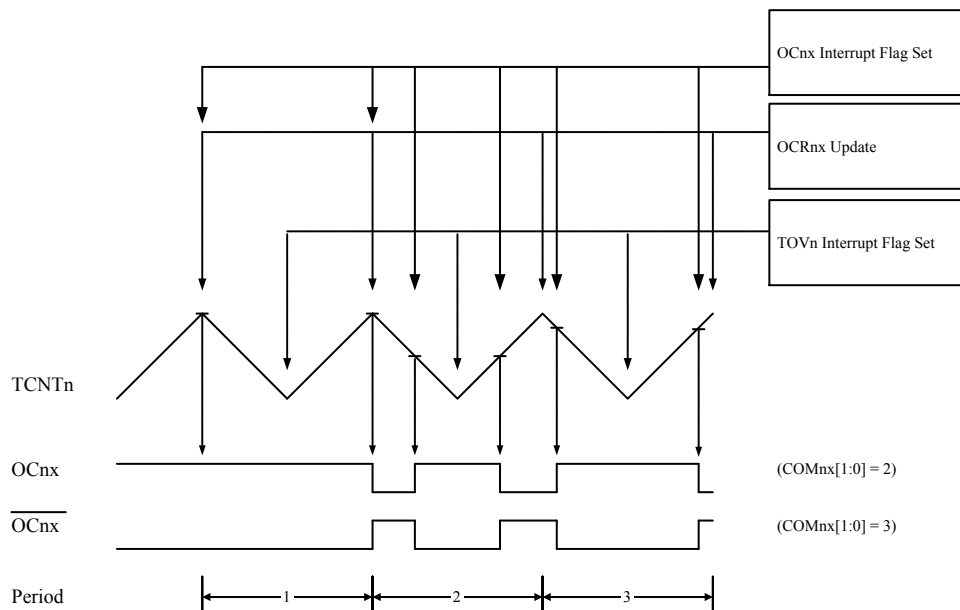 OCnx Interrupt Flag Set
OCRnx Update
TOVn Interrupt Flag Set
TCNTn
OCnx
(COMnx[1:0] = 2)
OCnx
(COMnx[1:0] = 3)
Period
1
2
3